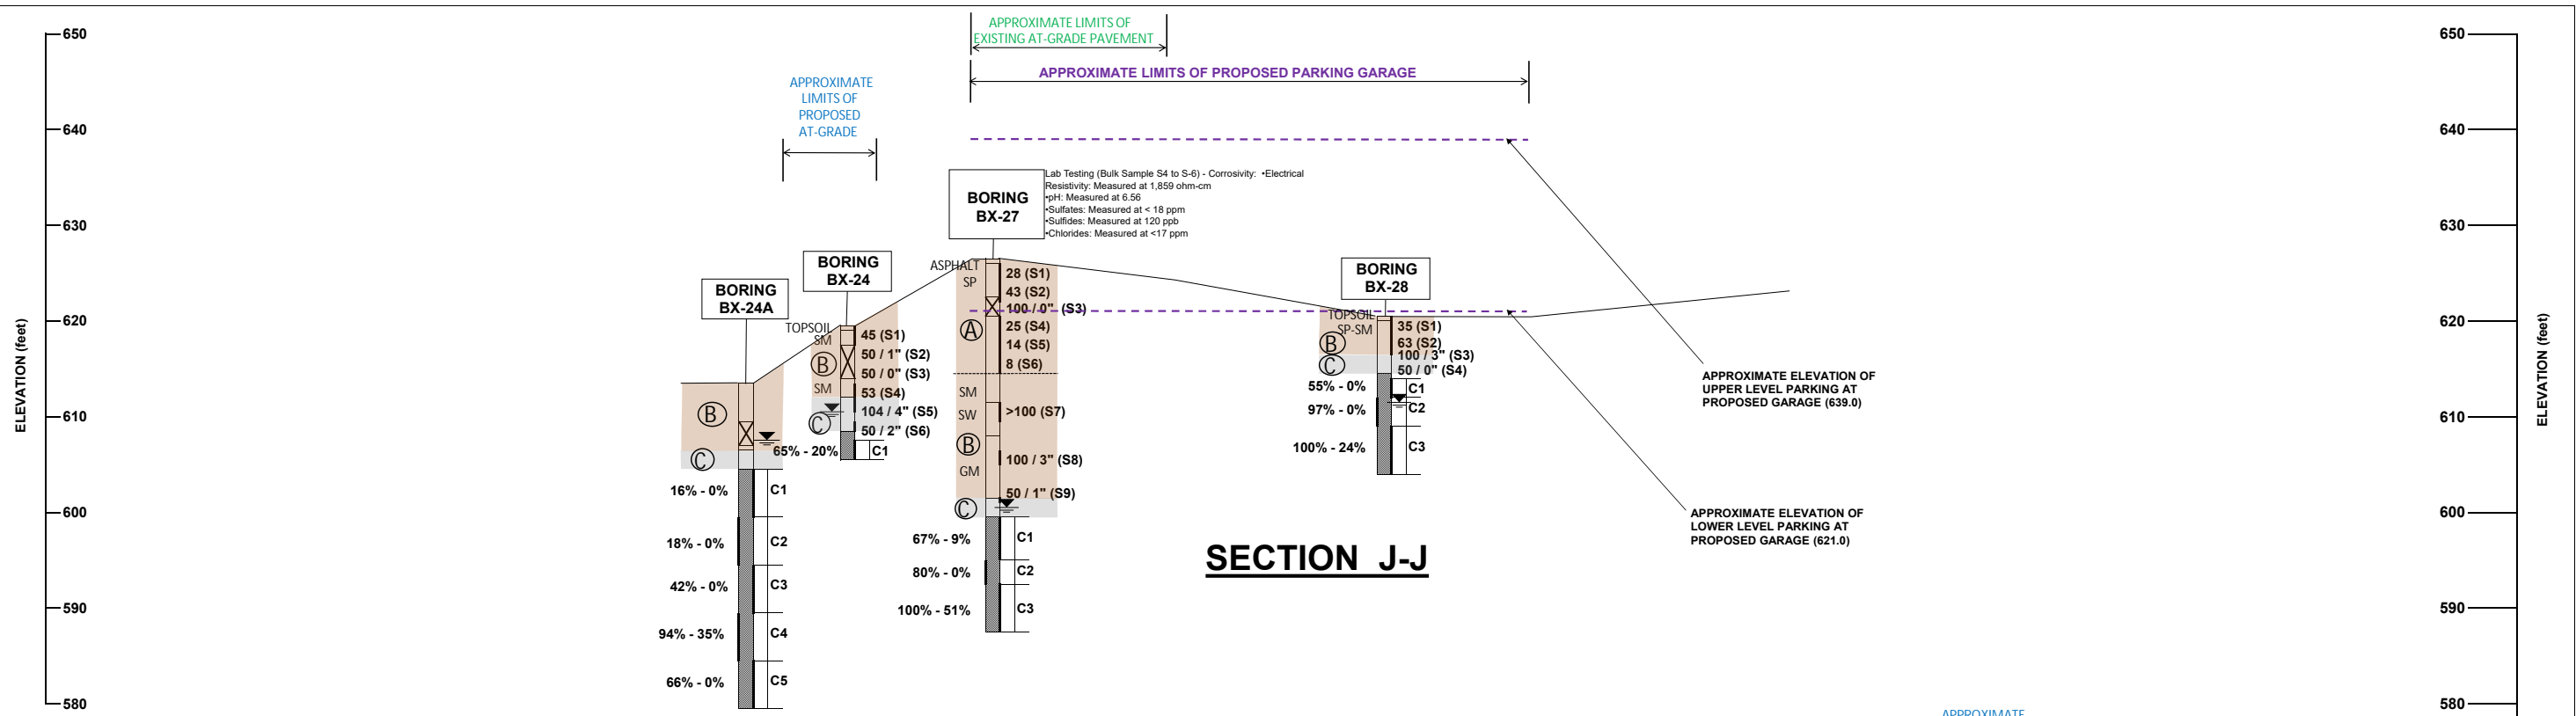 APPROXIMATE LIMITS OF
EXISTING AT-GRADE PAVEMENT
650
650
APPROXIMATE LIMITS OF PROPOSED PARKING GARAGE
APPROXIMATE
LIMITS OF
PROPOSED
AT-GRADE
640
640
BORING
BX-27
Lab Testing (Bulk Sample S4 to S-6) - Corrosivity: •Electrical
Resistivity: Measured at 1,859 ohm-cm
•pH: Measured at 6.56
•Sulfates: Measured at < 18 ppm
•Sulfides: Measured at 120 ppb
•Chlorides: Measured at <17 ppm
630
630
BORING
BX-24A
BORING
BX-24
BORING
BX-28
620
620
610
610
600
600
590
590
580
580
ELEVATION (feet)
ELEVATION (feet)
B
C
16% - 0% C1
18% - 0% C2
42% - 0% C3
94% - 35% C4
66% - 0% C5
TOPSOIL
SM
45 (S1)
50 / 1" (S2)
B
50 / 0" (S3)
SM
53 (S4)
104 / 4" (S5)
C
50 / 2" (S6)
65% - 20% C1
ASPHALT
SP
28 (S1)
43 (S2)
100 / 0" (S3)
A
25 (S4)
14 (S5)
8 (S6)
SM
SW
>100 (S7)
B
GM
100 / 3" (S8)
50 / 1" (S9)
C
67% - 9% C1
80% - 0% C2
100% - 51% C3
TOPSOIL
SP-SM
35 (S1)
B
63 (S2)
100 / 3" (S3)
C
50 / 0" (S4)
55% - 0% C1
97% - 0% C2
100% - 24% C3
SECTION J-J
APPROXIMATE ELEVATION OF
UPPER LEVEL PARKING AT
PROPOSED GARAGE (639.0)
APPROXIMATE ELEVATION OF
LOWER LEVEL PARKING AT
PROPOSED GARAGE (621.0)
APPROXIMATE